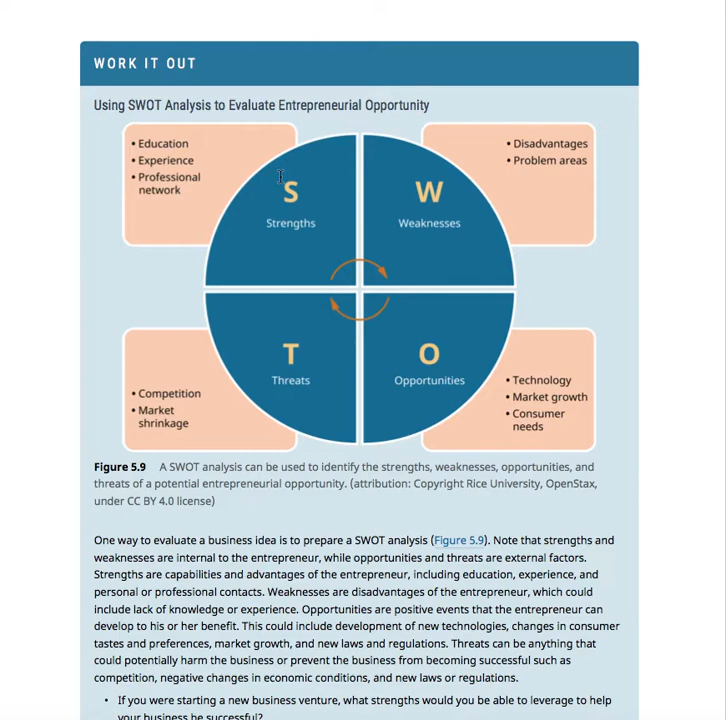 WORK IT OUT
Using SWOT Analysis to Evaluate Entrepreneurial Opportunity
• Education
• Experience
• Professional
network
• Disadvantages
• Problem areas
S
Strengths
W
Weaknesses
T
Threats
O
Opportunities
• Competition
• Market
shrinkage
• Technology
• Market growth
• Consumer
needs
Figure 5.9 A SWOT analysis can be used to identify the strengths, weaknesses, opportunities, and
threats of a potential entrepreneurial opportunity. (attribution: Copyright Rice University, OpenStax,
under CC BY 4.0 license)
One way to evaluate a business idea is to prepare a SWOT analysis (Figure 5.9). Note that strengths and
weaknesses are internal to the entrepreneur, while opportunities and threats are external factors.
Strengths are capabilities and advantages of the entrepreneur, including education, experience, and
personal or professional contacts. Weaknesses are disadvantages of the entrepreneur, which could
include lack of knowledge or experience. Opportunities are positive events that the entrepreneur can
develop to his or her benefit. This could include development of new technologies, changes in consumer
tastes and preferences, market growth, and new laws and regulations. Threats can be anything that
could potentially harm the business or prevent the business from becoming successful such as
competition, negative changes in economic conditions, and new laws or regulations.
• If you were starting a new business venture, what strengths would you be able to leverage to help
your business be successful?